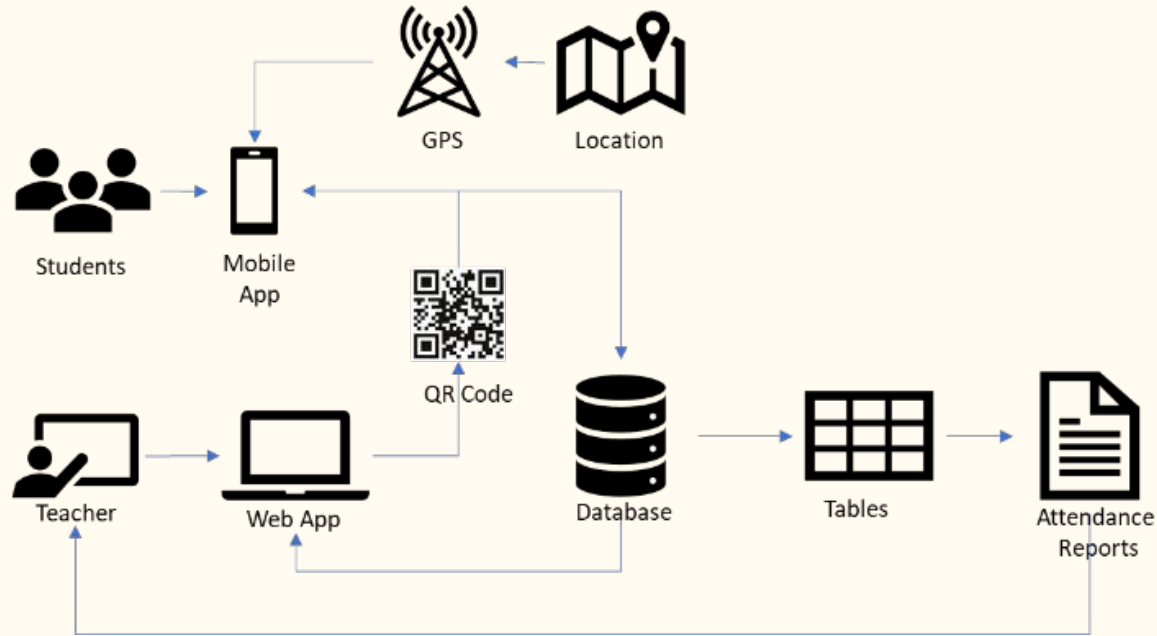 GPS
Location
Students
Mobile
App
QR Code
Teacher
Web App
Database
Tables
Attendance
Reports